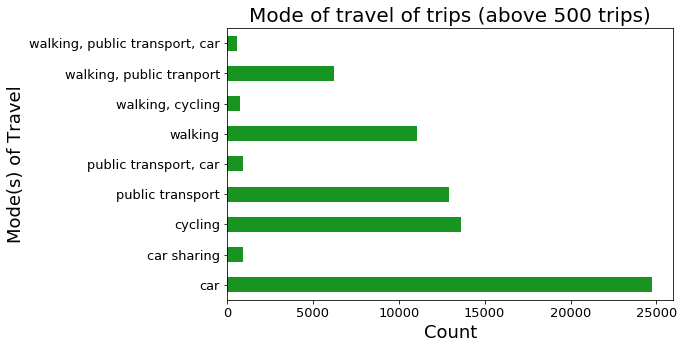 Mode of travel of trips (above 500 trips)
walking, public transport, car
walking, public tranport
walking, cycling
walking
public transport, car
public transport
cycling
car sharing
car
Mode(s) of Travel
0 5000 10000 15000 20000 25000
Count